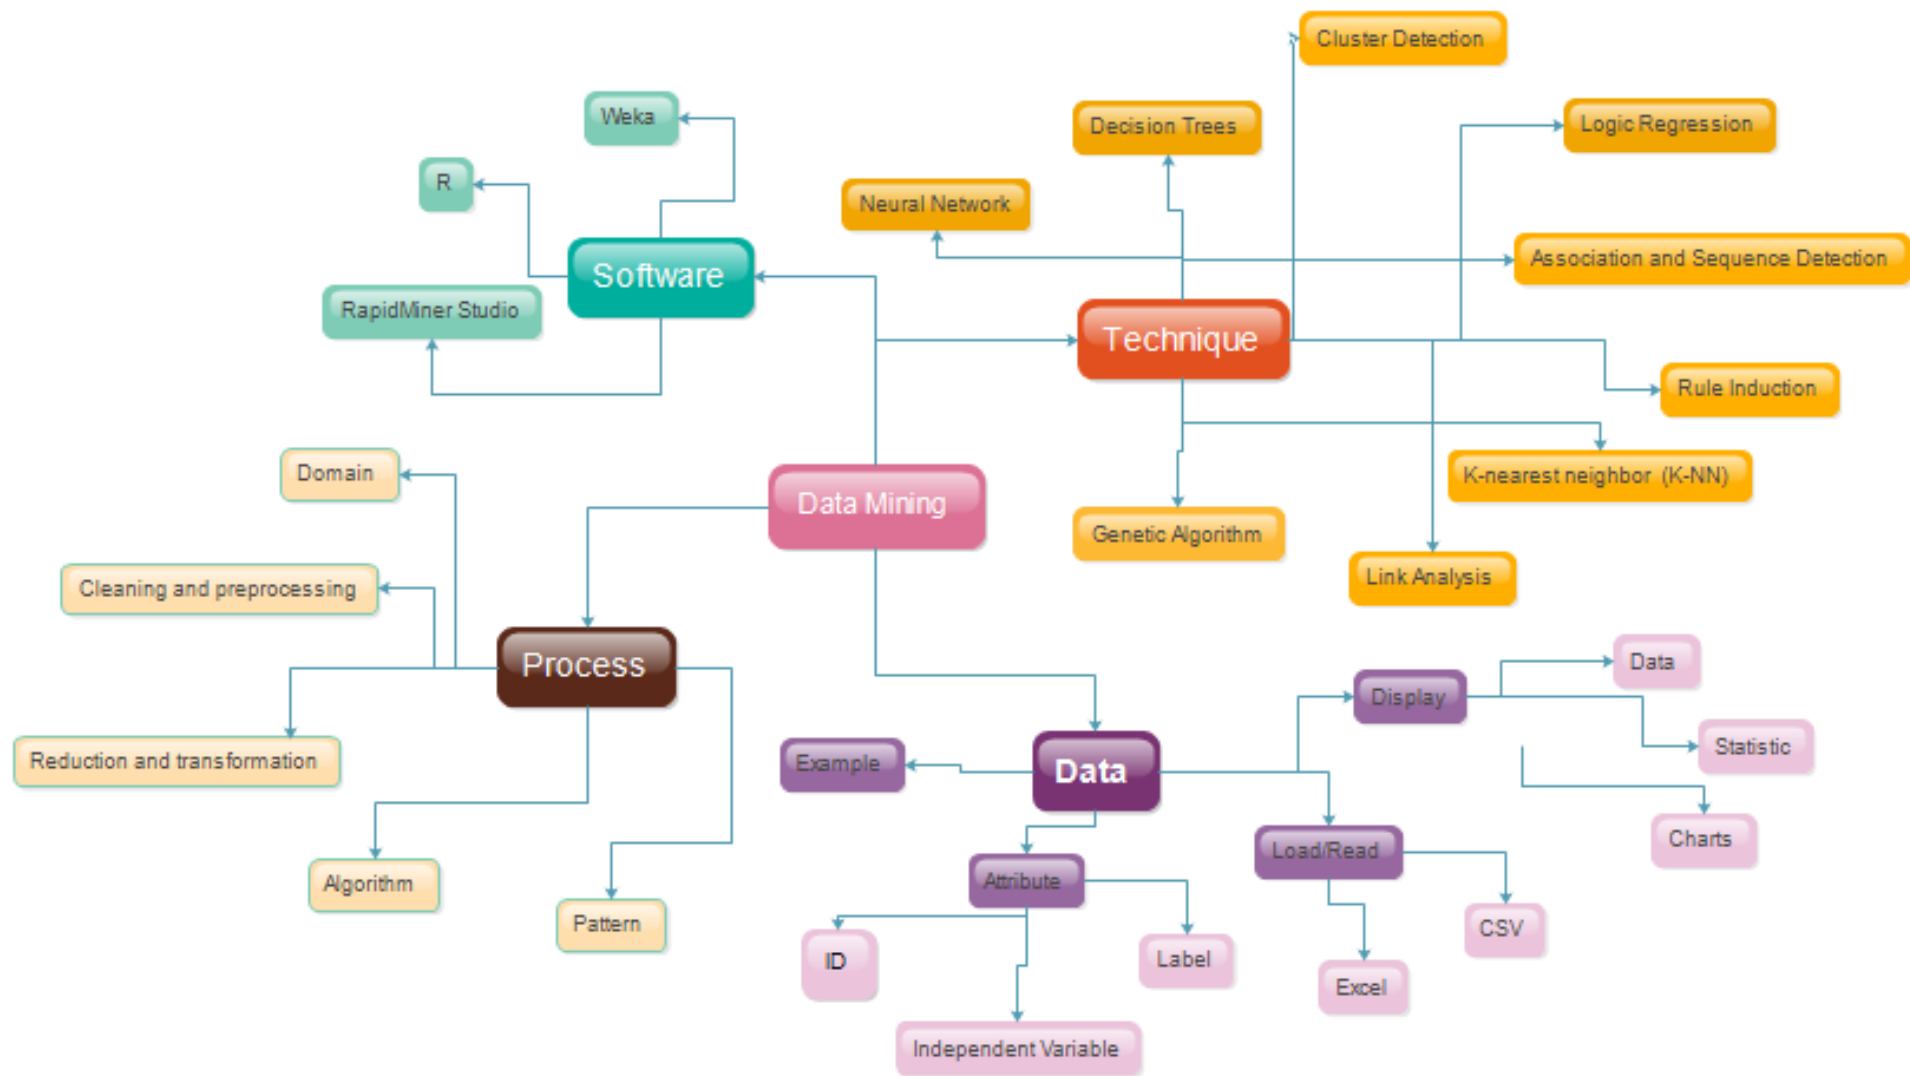 Cluster Detection
Weka
Decision Trees
Logic Regression
R
Neural Network
Software
Association and Sequence Detection
RapidMiner Studio
Technique
Rule Induction
Domain
K-nearest neighbor (K-NN)
Data Mining
Genetic Algorithm
Link Analysis
Cleaning and preprocessing
Process
Data
Display
Statistic
Reduction and transformation
Example
Data
Charts
Load/Read
Algorithm
Attribute
Pattern
CSV
ID
Label
Excel
Independent Variable